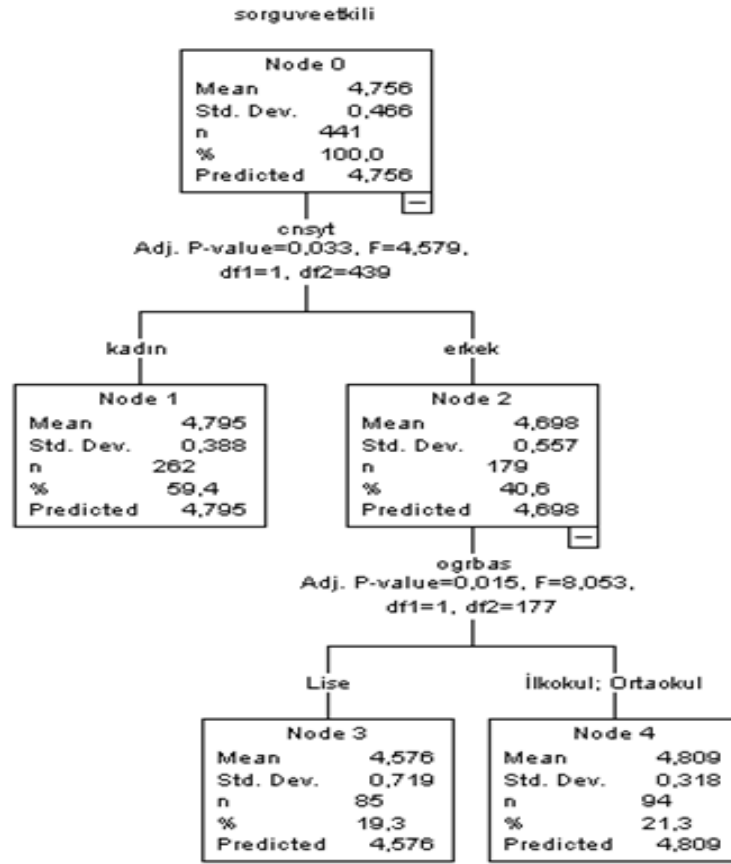 sorguveetkili
Node 0
Mean 4,756
Std. Dev. 0,466
n 441
% 100,0
Predicted 4,756
cnsyt
Adj. P-value=0,033, F=4,579,
df1=1, df2=439
kadın
erkek
Node 1
Mean 4,795
Std. Dev. 0,388
n 262
% 59,4
Predicted 4,795
Node 2
Mean 4,698
Std. Dev. 0,557
n 179
% 40,6
Predicted 4,698
ogrbas
Adj. P-value=0,015, F=8,053,
df1=1, df2=177
Lise
İlkokul; Ortaokul
Node 3
Mean 4,576
Std. Dev. 0,719
n 85
% 19,3
Predicted 4,576
Node 4
Mean 4,809
Std. Dev. 0,318
n 94
% 21,3
Predicted 4,809